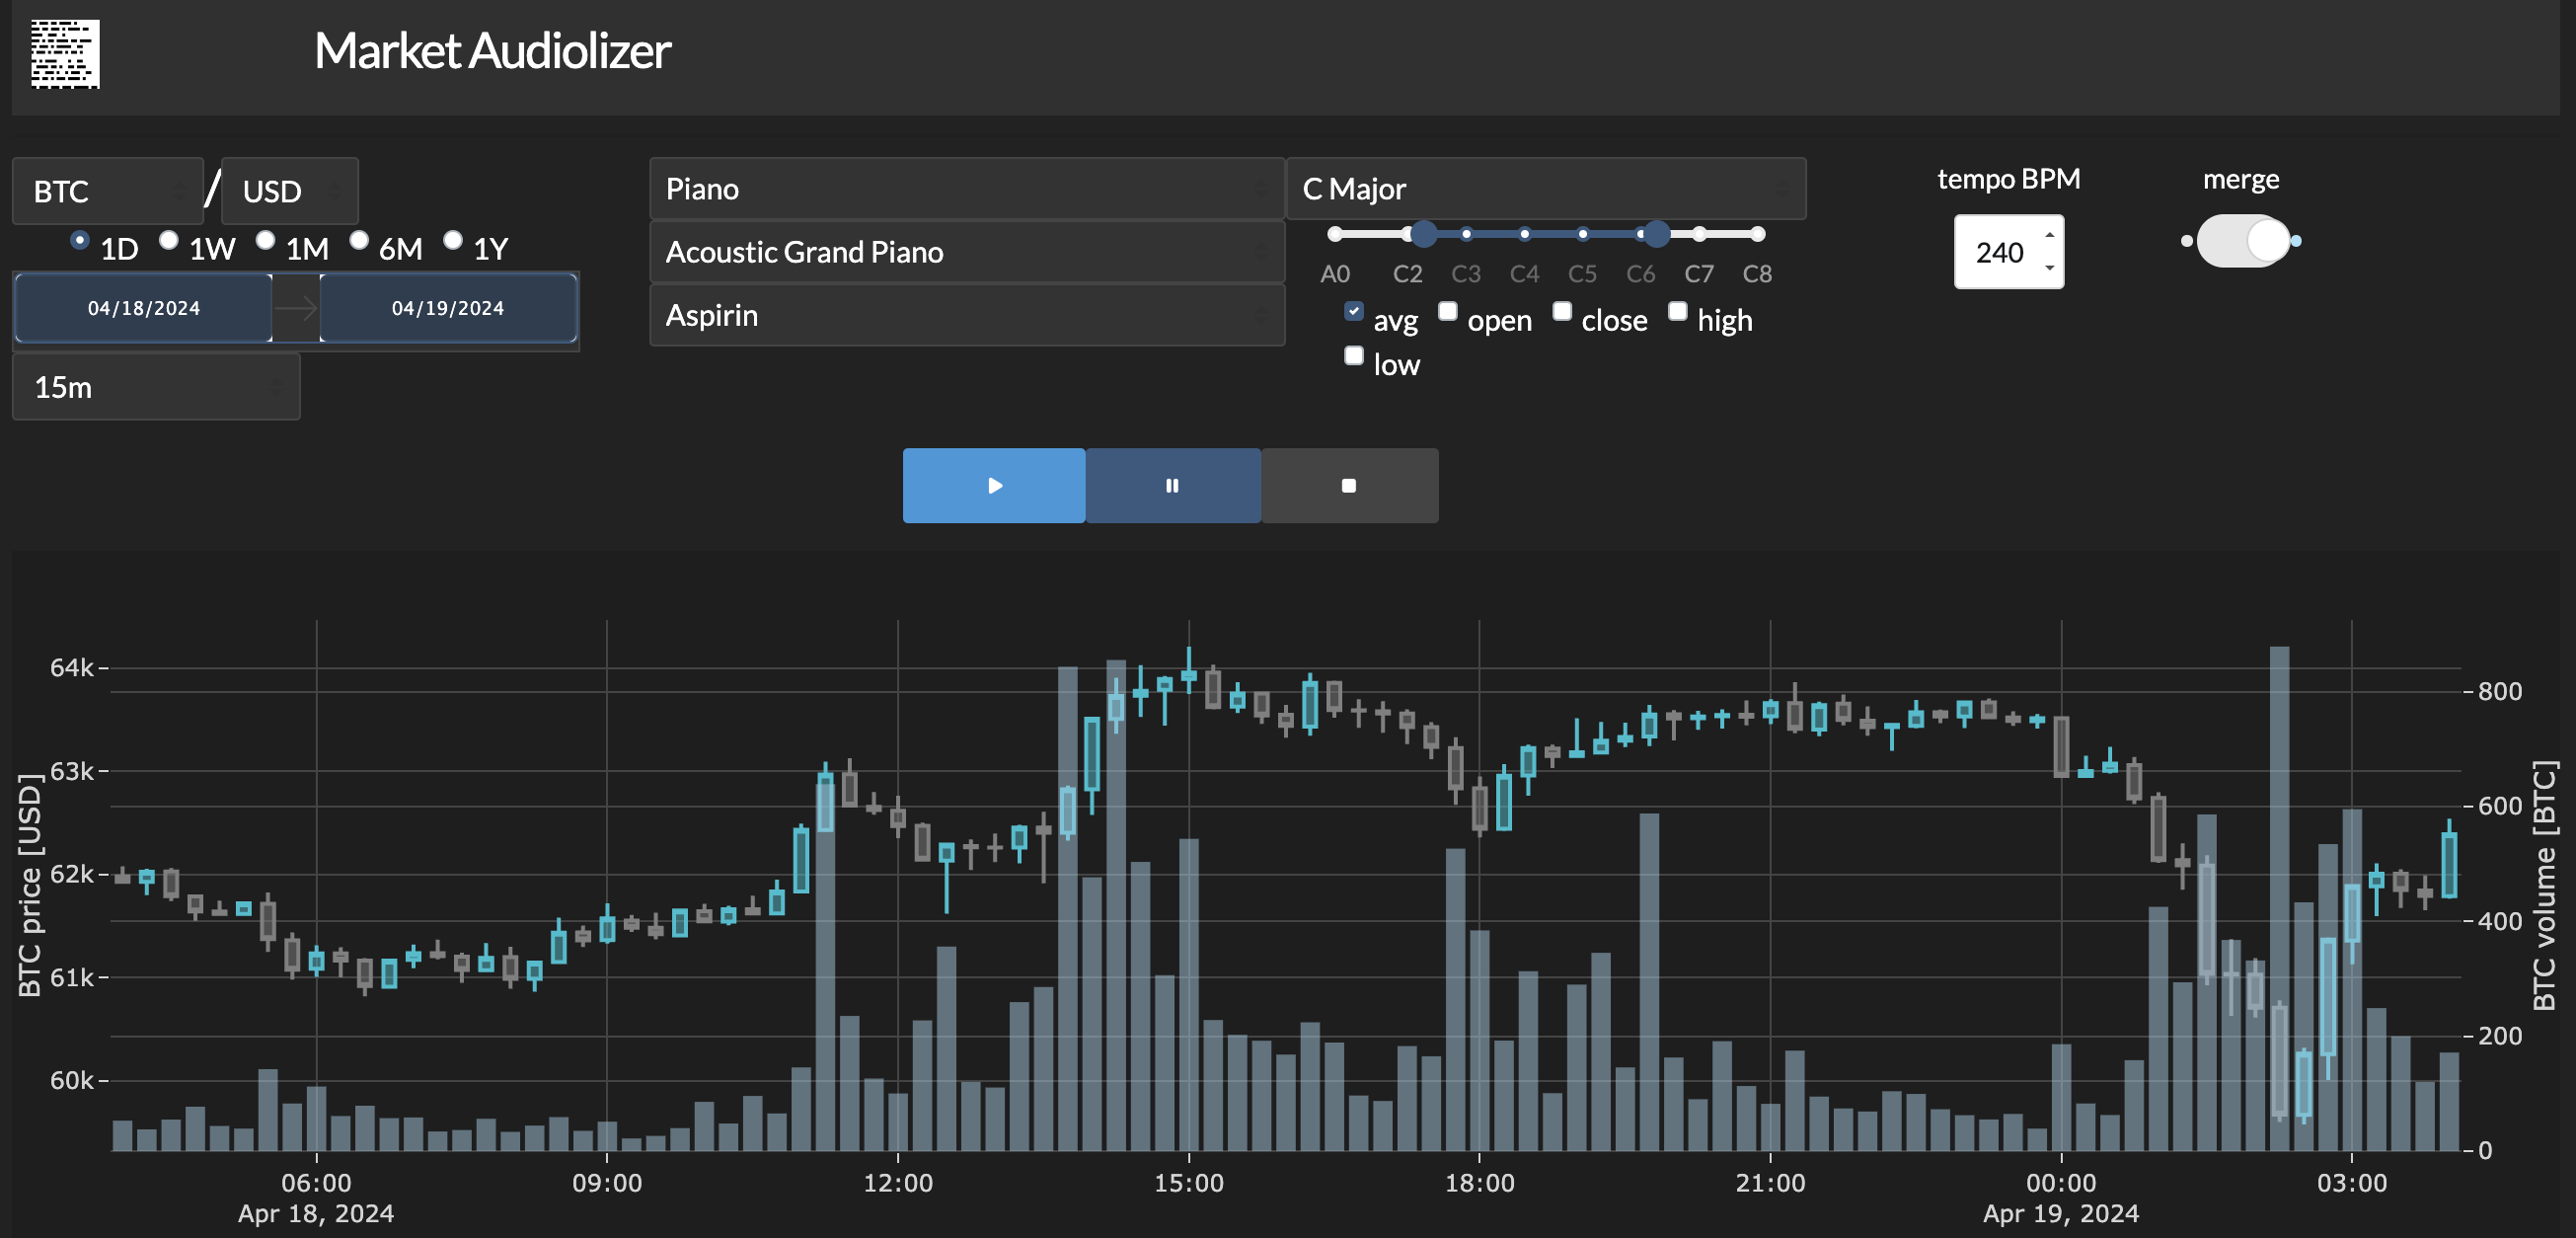 Market Audiolizer
BTC / USD
1D 1W 1M 6M 1Y
04/18/2024 04/19/2024
15m
Piano
Acoustic Grand Piano
Aspirin
C Major
A0 C2 C3 C4 C5 C6 C7 C8
avg open close high
low
tempo BPM
240
merge
BTC price [USD]
64k
63k
62k
61k
60k
800
600
400
200
0
BTC volume [BTC]
06:00 09:00 12:00 15:00 18:00 21:00 00:00 03:00
Apr 18, 2024 Apr 19, 2024